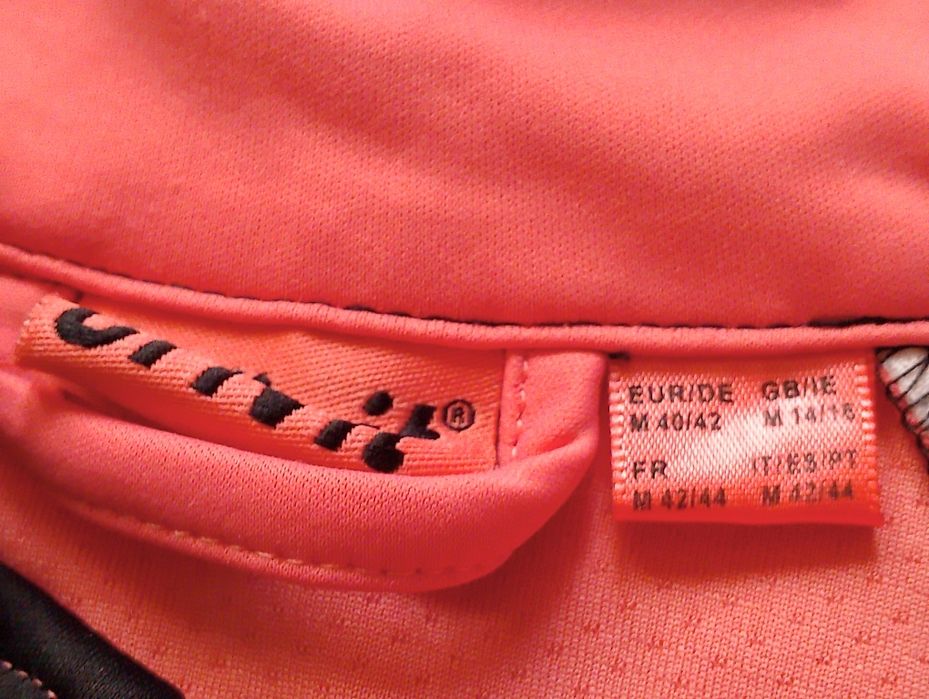 crivit®
EUR/DE GB/IE
M 40/42 M 14/16
FR IT/ES/PT
M 42/44 M 42/44